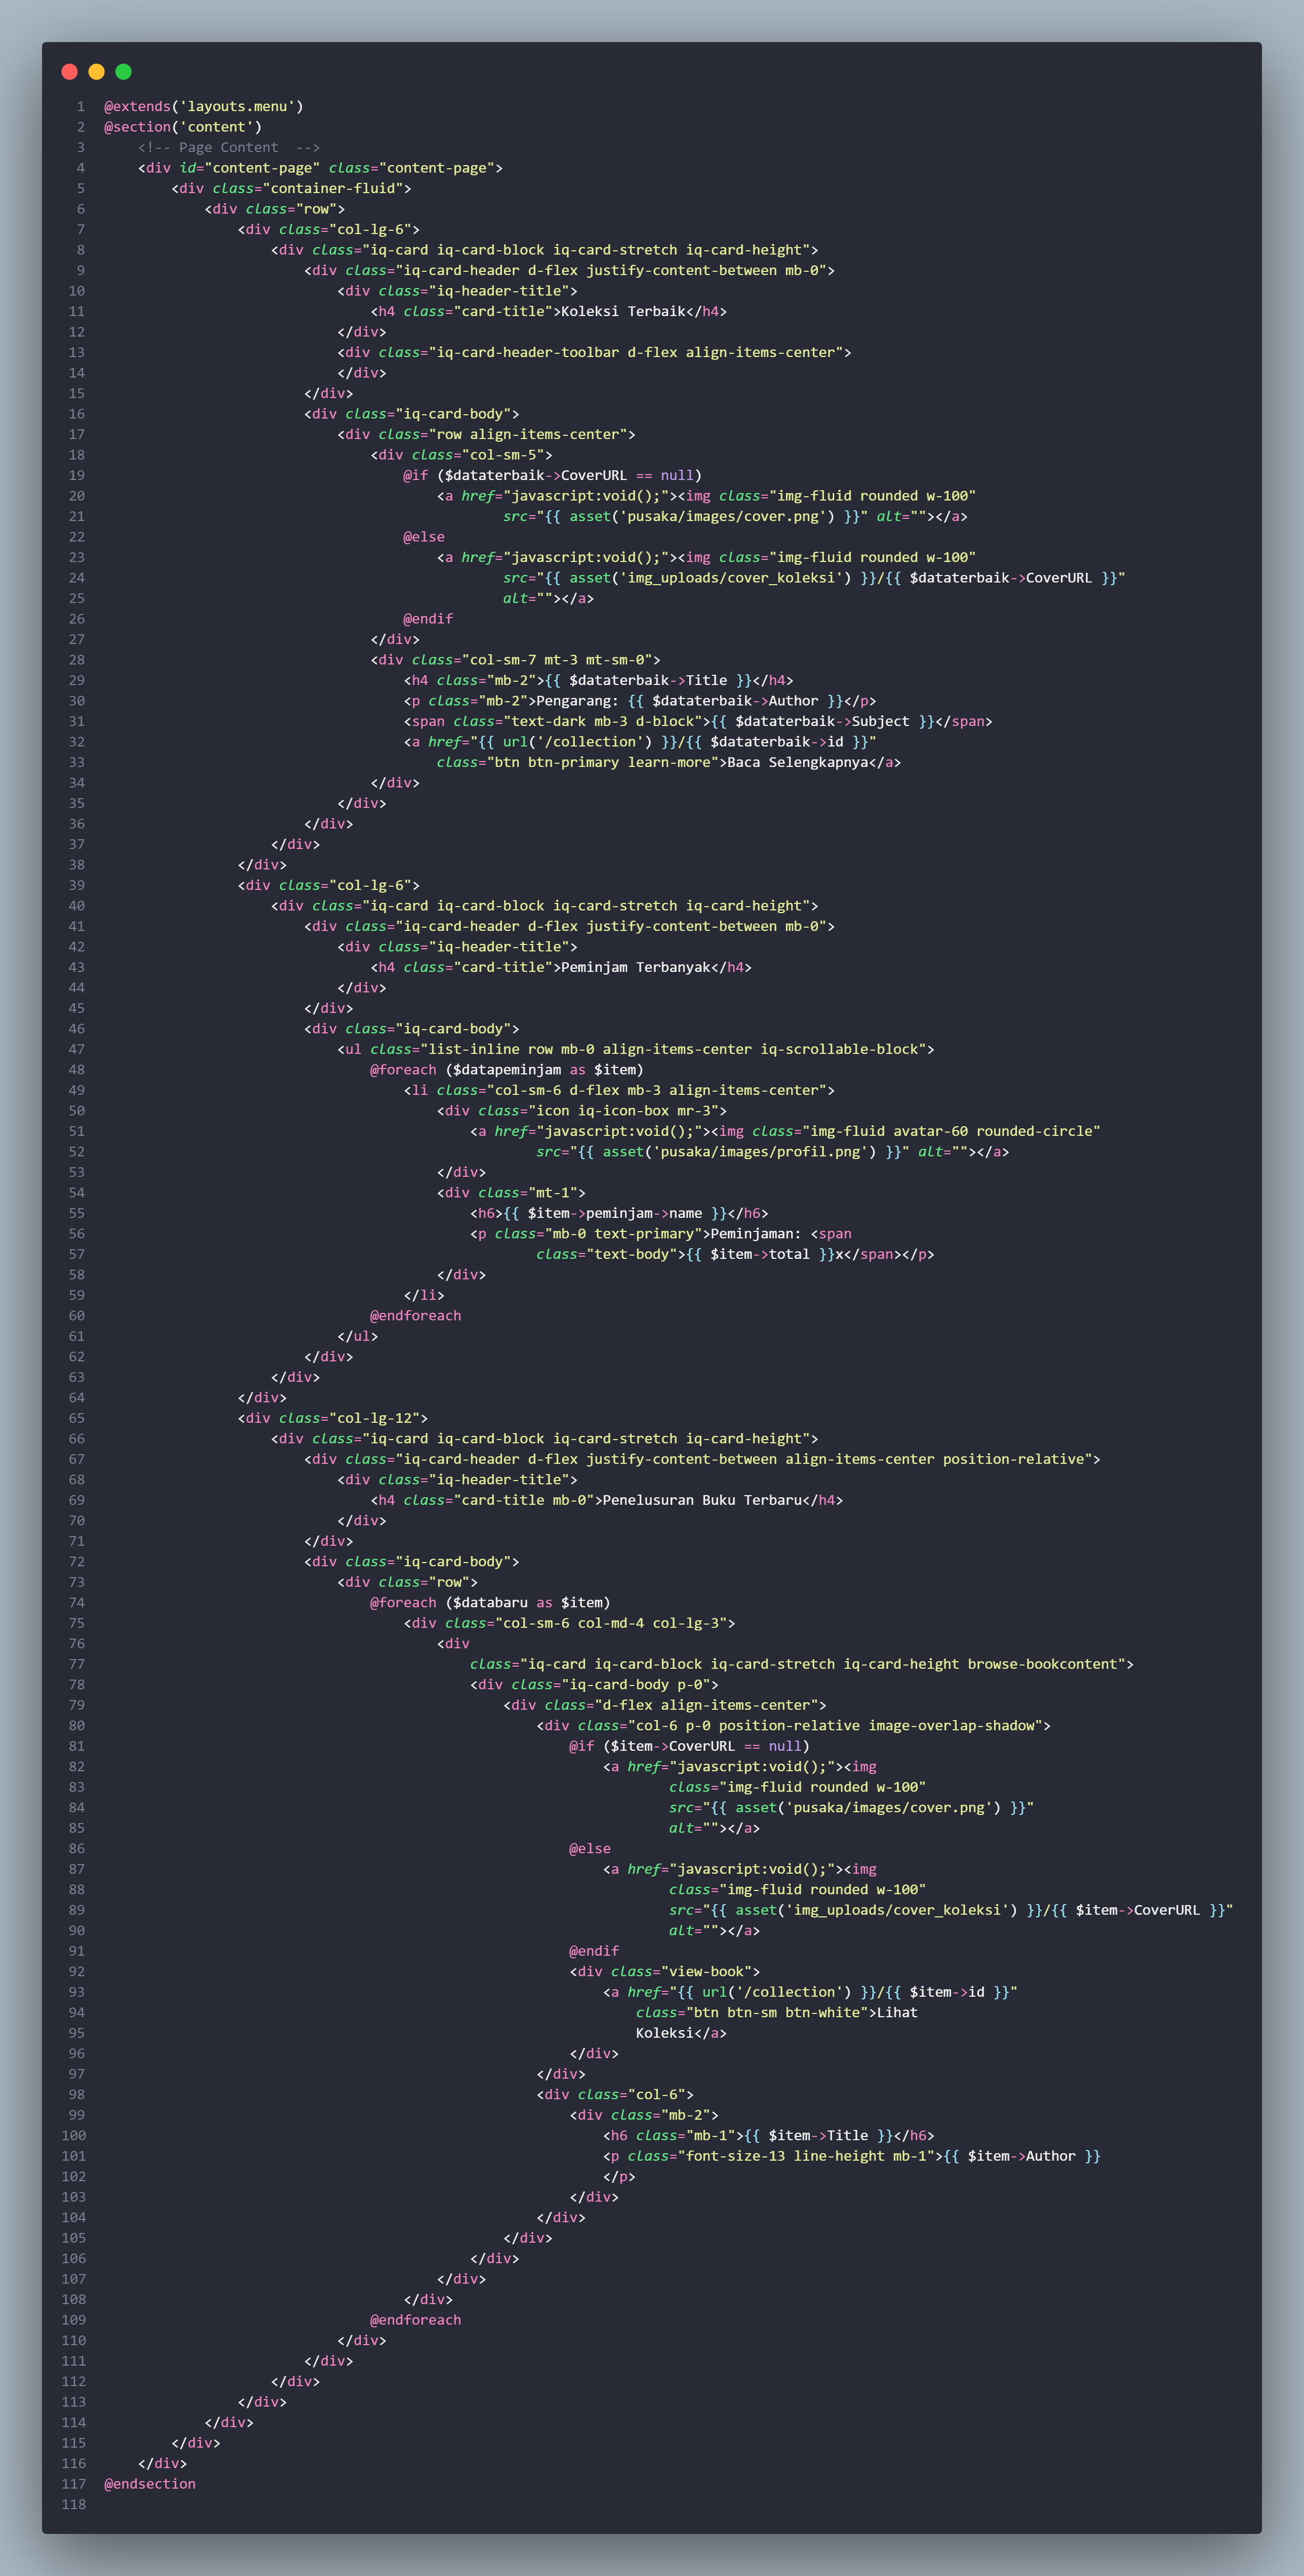 1 @extends('layouts.menu')
2 @section('content')
3 <!-- Page Content  -->
4 <div id="content-page" class="content-page">
5 <div class="container-fluid">
6 <div class="row">
7 <div class="col-lg-6">
8 <div class="iq-card iq-card-block iq-card-stretch iq-card-height">
9 <div class="iq-card-header d-flex justify-content-between mb-0">
10 <div class="iq-header-title">
11 <h4 class="card-title">Koleksi Terbaik</h4>
12 </div>
13 <div class="iq-card-header-toolbar d-flex align-items-center">
14 </div>
15 </div>
16 <div class="iq-card-body">
17 <div class="row align-items-center">
18 <div class="col-sm-5">
19 @if ($dataterbaik->CoverURL == null)
20 <a href="javascript:void();"><img class="img-fluid rounded w-100"
21 src="{{ asset('pusaka/images/cover.png') }}" alt=""></a>
22 @else
23 <a href="javascript:void();"><img class="img-fluid rounded w-100"
24 src="{{ asset('img_uploads/cover_koleksi') }}/{{ $dataterbaik->CoverURL }}"
25 alt=""></a>
26 @endif
27 </div>
28 <div class="col-sm-7 mt-3 mt-sm-0">
29 <h4 class="mb-2">{{ $dataterbaik->Title }}</h4>
30 <p class="mb-2">Pengarang: {{ $dataterbaik->Author }}</p>
31 <span class="text-dark mb-3 d-block">{{ $dataterbaik->Subject }}</span>
32 <a href="{{ url('/collection') }}/{{ $dataterbaik->id }}"
33 class="btn btn-primary learn-more">Baca Selengkapnya</a>
34 </div>
35 </div>
36 </div>
37 </div>
38 </div>
39 <div class="col-lg-6">
40 <div class="iq-card iq-card-block iq-card-stretch iq-card-height">
41 <div class="iq-card-header d-flex justify-content-between mb-0">
42 <div class="iq-header-title">
43 <h4 class="card-title">Peminjam Terbanyak</h4>
44 </div>
45 </div>
46 <div class="iq-card-body">
47 <ul class="list-inline row mb-0 align-items-center iq-scrollable-block">
48 @foreach ($datapeminjam as $item)
49 <li class="col-sm-6 d-flex mb-3 align-items-center">
50 <div class="icon iq-icon-box mr-3">
51 <a href="javascript:void();"><img class="img-fluid avatar-60 rounded-circle"
52 src="{{ asset('pusaka/images/profil.png') }}" alt=""></a>
53 </div>
54 <div class="mt-1">
55 <h6>{{ $item->peminjam->name }}</h6>
56 <p class="mb-0 text-primary">Peminjaman: <span
57 class="text-body">{{ $item->total }}x</span></p>
58 </div>
59 </li>
60 @endforeach
61 </ul>
62 </div>
63 </div>
64 </div>
65 <div class="col-lg-12">
66 <div class="iq-card iq-card-block iq-card-stretch iq-card-height">
67 <div class="iq-card-header d-flex justify-content-between align-items-center position-relative">
68 <div class="iq-header-title">
69 <h4 class="card-title mb-0">Penelusuran Buku Terbaru</h4>
70 </div>
71 </div>
72 <div class="iq-card-body">
73 <div class="row">
74 @foreach ($databaru as $item)
75 <div class="col-sm-6 col-md-4 col-lg-3">
76 <div
77 class="iq-card iq-card-block iq-card-stretch iq-card-height browse-bookcontent">
78 <div class="iq-card-body p-0">
79 <div class="d-flex align-items-center">
80 <div class="col-6 p-0 position-relative image-overlap-shadow">
81 @if ($item->CoverURL == null)
82 <a href="javascript:void();"><img
83 class="img-fluid rounded w-100"
84 src="{{ asset('pusaka/images/cover.png') }}"
85 alt=""></a>
86 @else
87 <a href="javascript:void();"><img
88 class="img-fluid rounded w-100"
89 src="{{ asset('img_uploads/cover_koleksi') }}/{{ $item->CoverURL }}"
90 alt=""></a>
91 @endif
92 <div class="view-book">
93 <a href="{{ url('/collection') }}/{{ $item->id }}"
94 class="btn btn-sm btn-white">Lihat
95 Koleksi</a>
96 </div>
97 </div>
98 <div class="col-6">
99 <div class="mb-2">
100 <h6 class="mb-1">{{ $item->Title }}</h6>
101 <p class="font-size-13 line-height mb-1">{{ $item->Author }}
102 </p>
103 </div>
104 </div>
105 </div>
106 </div>
107 </div>
108 </div>
109 @endforeach
110 </div>
111 </div>
112 </div>
113 </div>
114 </div>
115 </div>
116 </div>
117 @endsection
118